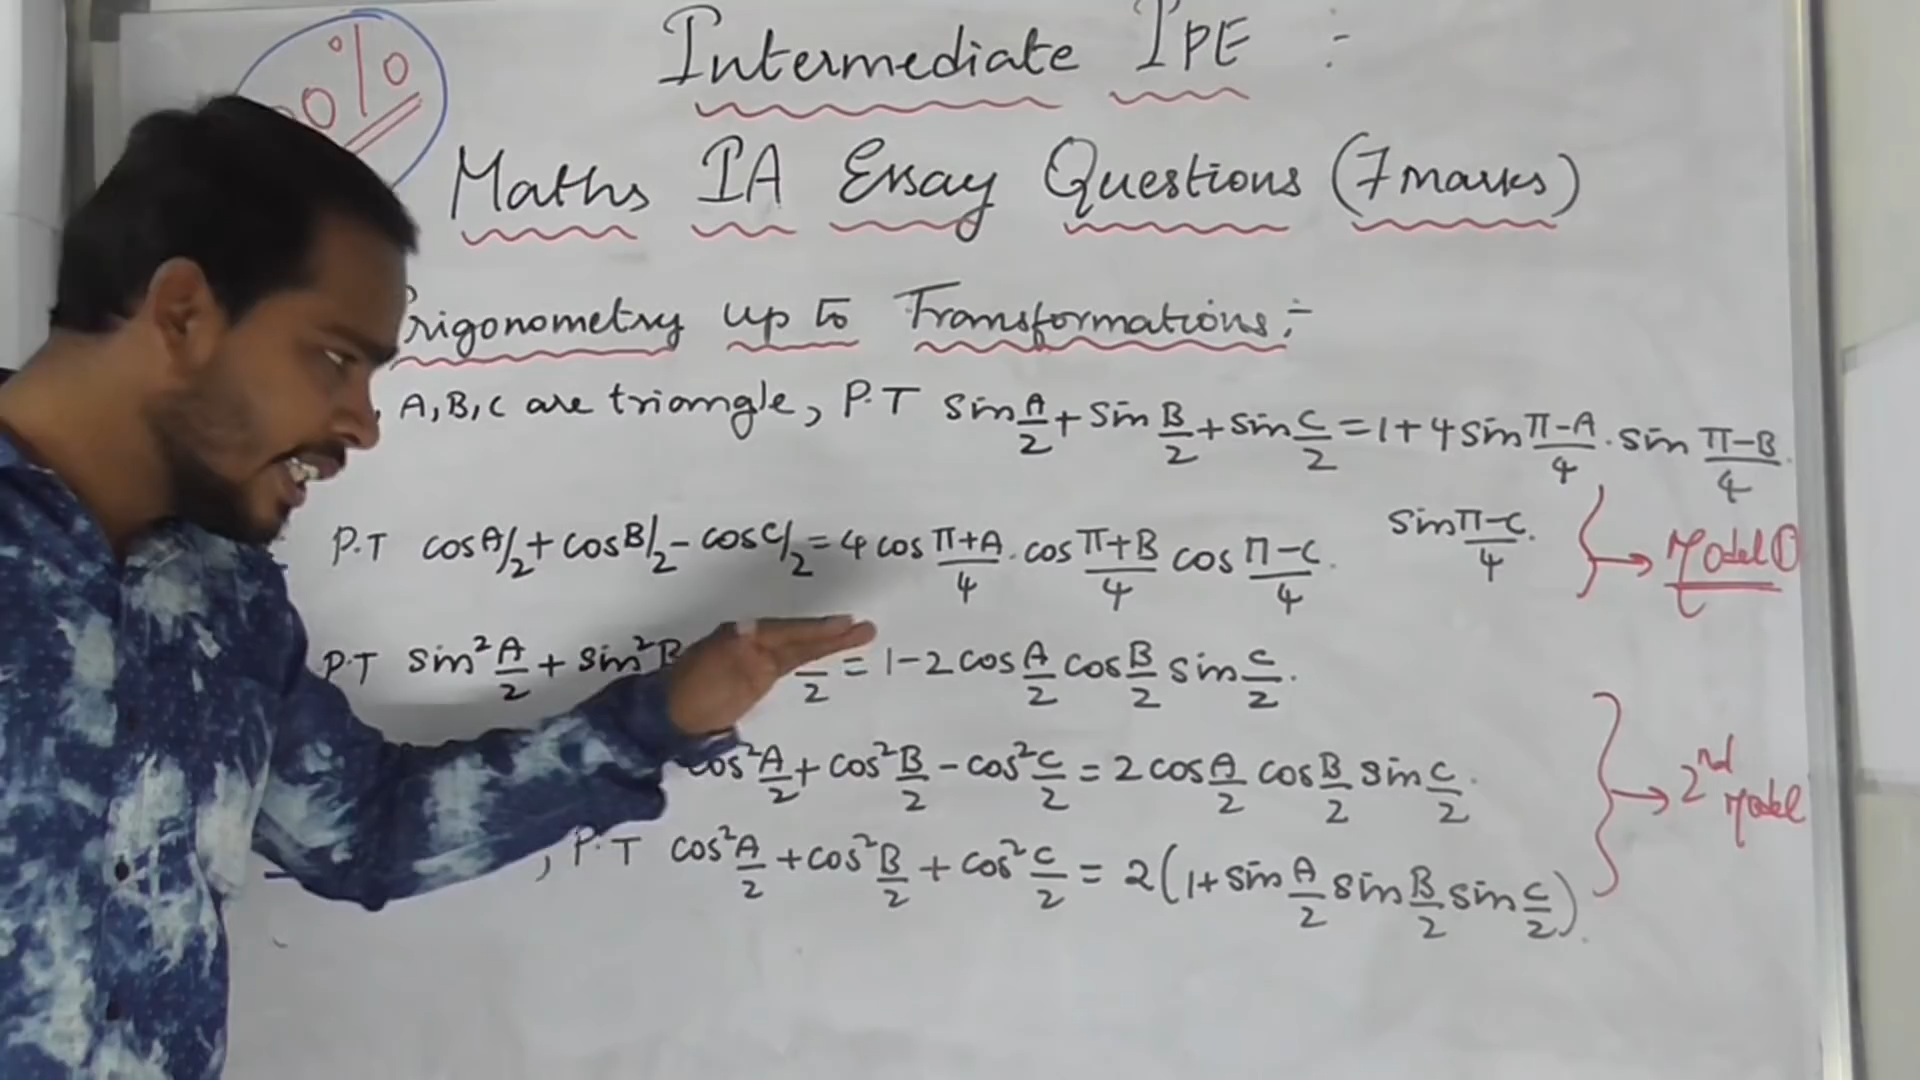 0%
Intermediate IPE :-
Maths IA Essay Questions (7 marks)
Trigonometry up to Transformations :-
A, B, C are triangle, P.T sin A/2 + sin B/2 + sin C/2 = 1 + 4 sin π-A/4 . sin π-B/4 .
sin π-C/4 .
Model ①
P.T cos A/2 + cos B/2 - cos C/2 = 4 cos π+A/4 . cos π+B/4 cos π-C/4 .
P.T sin² A/2 + sin² B /2 = 1 - 2 cos A/2 cos B/2 sin C/2 .
cos² A/2 + cos² B/2 - cos² C/2 = 2 cos A/2 cos B/2 sin C/2 .
2nd Model
, P.T cos² A/2 + cos² B/2 + cos² C/2 = 2 (1 + sin A/2 sin B/2 sin C/2) .